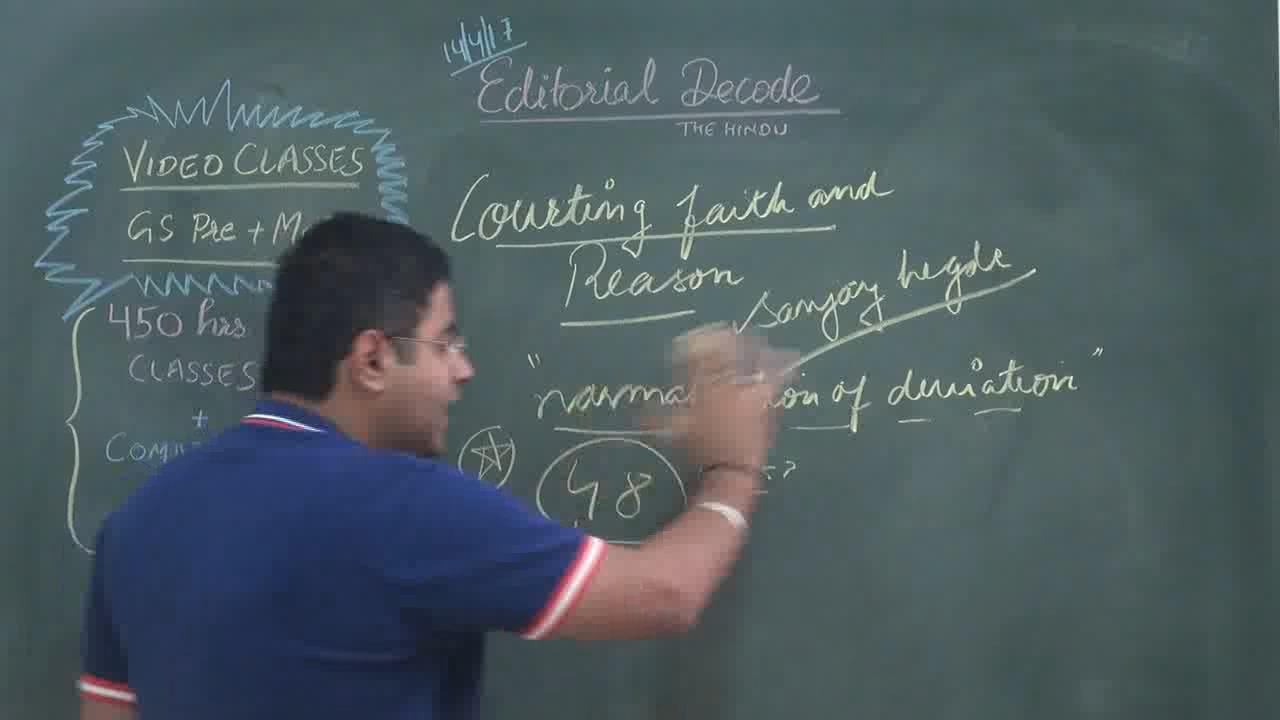 14/4/17
Editorial Decode
THE HINDU
VIDEO CLASSES
GS Pre +
450 hrs
CLASSES
+
Courting faith and
Reason
Sanjay hegde
of deviation"
48